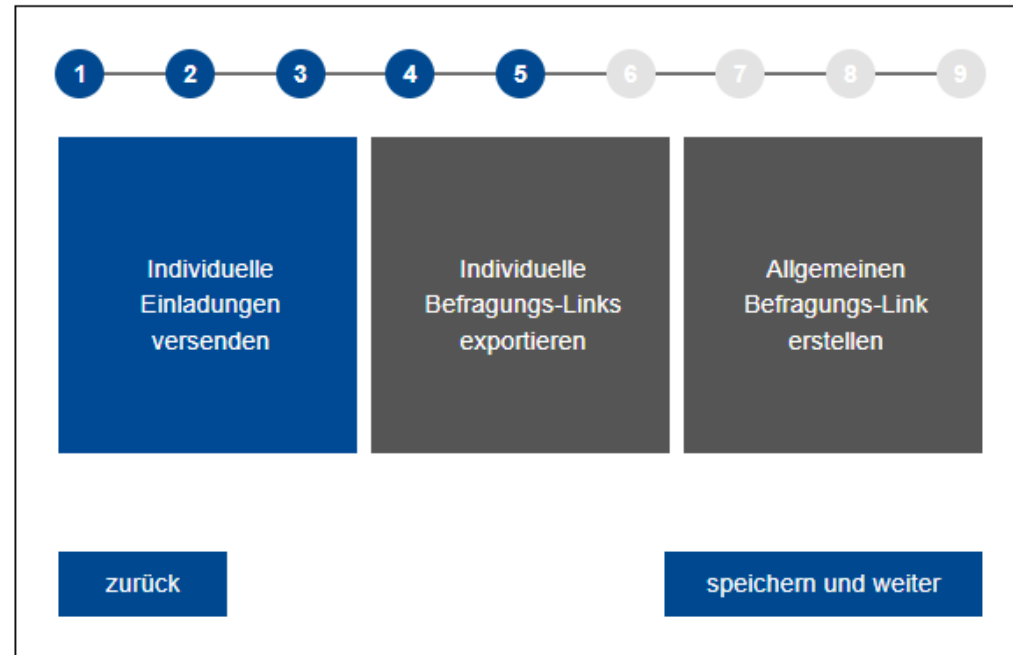 1 2 3 4 5 6 7 8 9
Individuelle
Einladungen
versenden
Individuelle
Befragungs-Links
exportieren
Allgemeinen
Befragungs-Link
erstellen
zurück
speichern und weiter